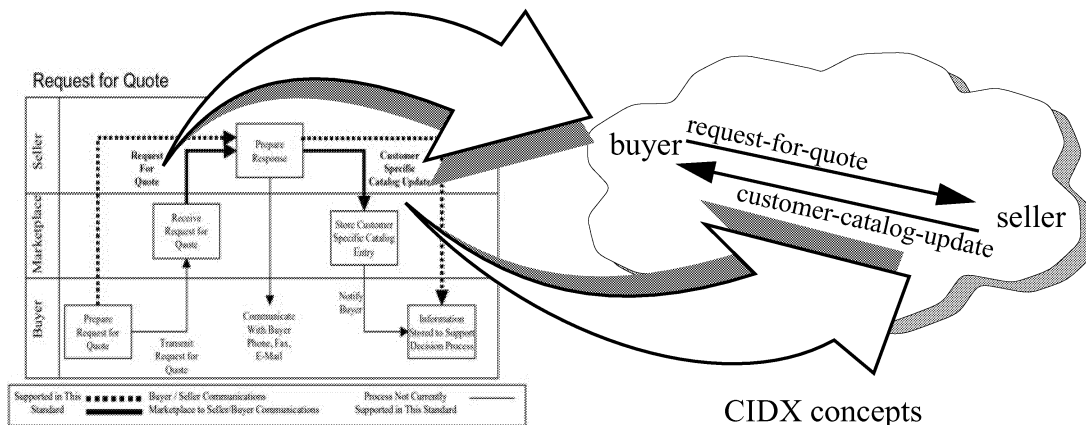 Request for Quote
Seller
Marketplace
Buyer
Request
For
Quote
Prepare
Response
Customer
Specific
Catalog Update
Receive
Request for
Quote
Store Customer
Specific Catalog
Entry
Notify
Buyer
Prepare
Request for
Quote
Transmit
Request for
Quote
Communicate
With Buyer
Phone, Fax,
E-Mail
Information
Stored to Support
Decision Process
Supported in This
Standard
Buyer / Seller Communications
Marketplace to Seller/Buyer Communications
Process Not Currently
Supported in This Standard
buyer
request-for-quote
customer-catalog-update
seller
CIDX concepts